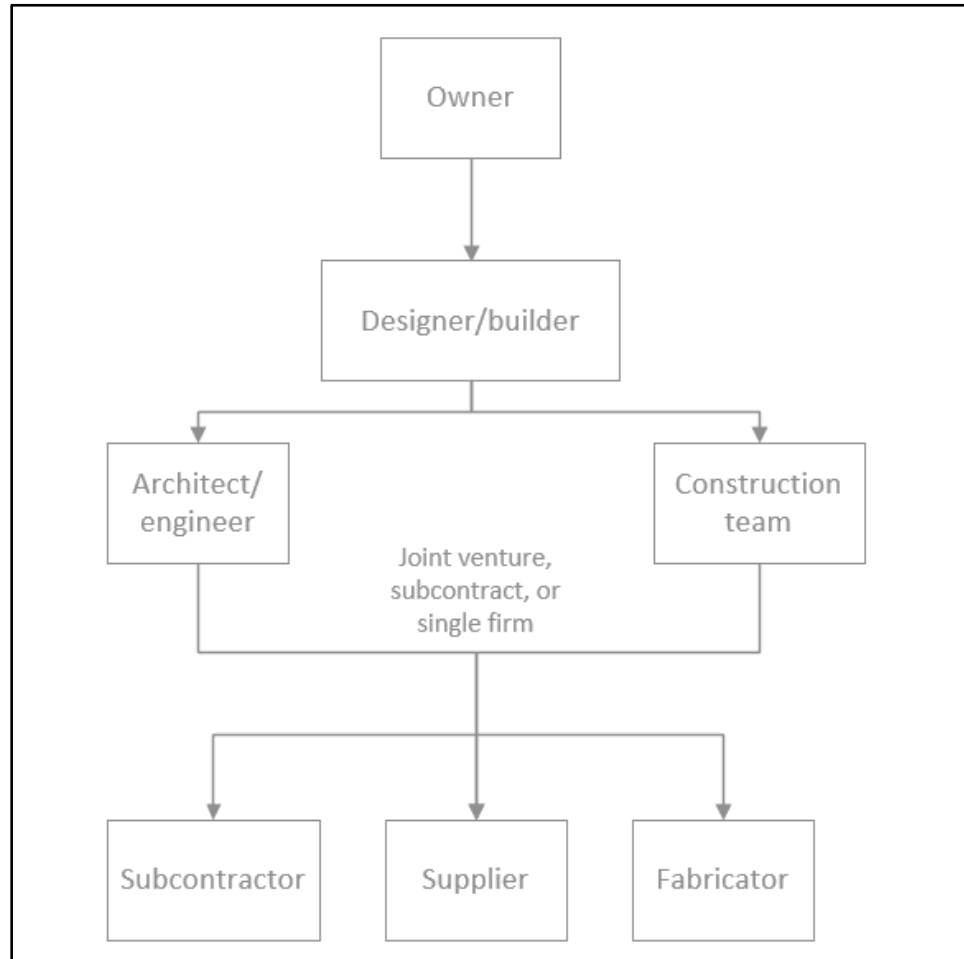 Owner
Designer/builder
Architect/
engineer
Construction
team
Joint venture,
subcontract, or
single firm
Subcontractor
Supplier
Fabricator